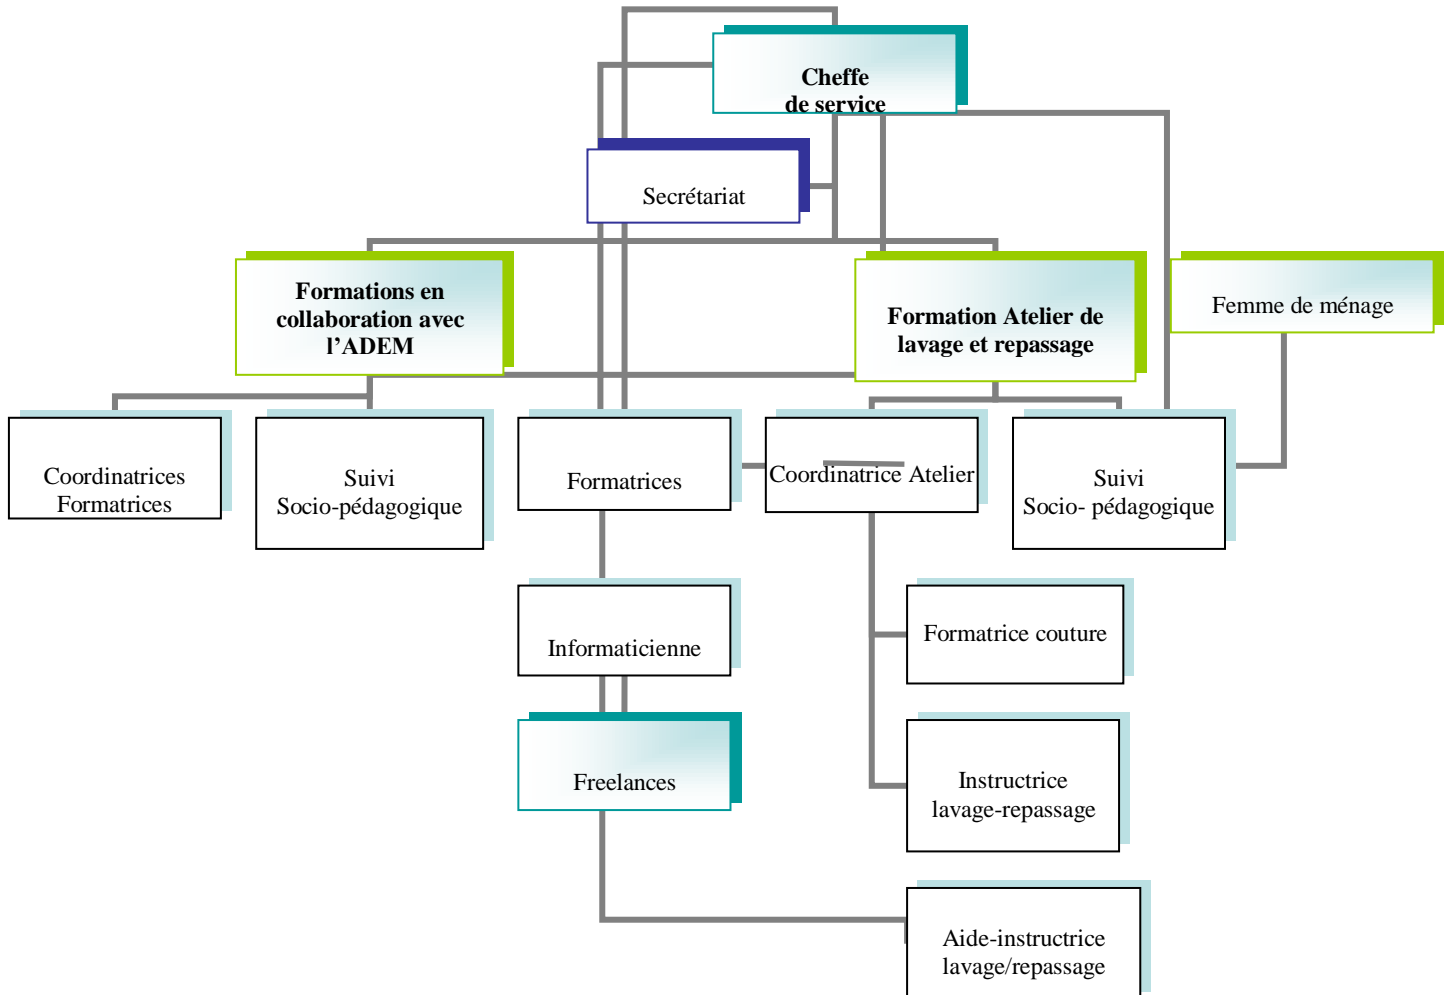 Cheffe
de service
Secrétariat
Formations en
collaboration avec
l’ADEM
Formation Atelier de
lavage et repassage
Femme de ménage
Coordinatrices
Formatrices
Suivi
Socio-pédagogique
Formatrices
Coordinatrice Atelier
Suivi
Socio- pédagogique
Informaticienne
Formatrice couture
Freelances
Instructrice
lavage-repassage
Aide-instructrice
lavage/repassage